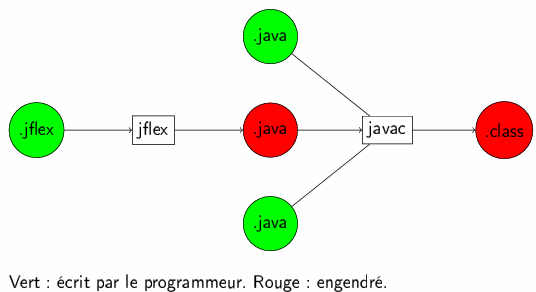 .java
.jflex
jflex
.java
javac
.class
.java
Vert : écrit par le programmeur. Rouge : engendré.